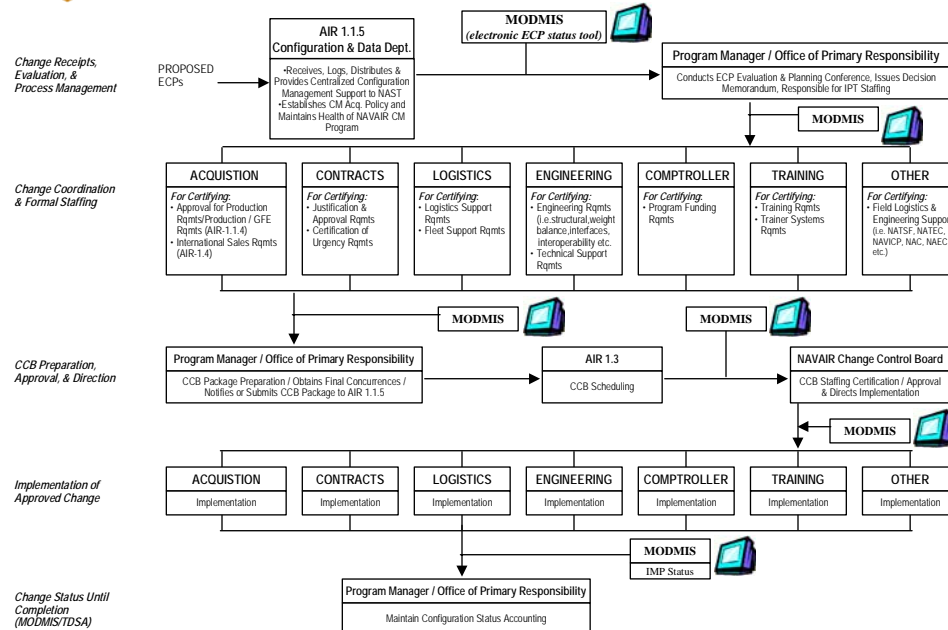 MODMIS
(electronic ECP status tool)
AIR 1.1.5
Configuration & Data Dept.
•Receives, Logs, Distributes &
Provides Centralized Configuration
Management Support to NAST
•Establishes CM Acq. Policy and
Maintains Health of NAVAIR CM
Program
Change Receipts,
Evaluation, &
Process Management
PROPOSED
ECPs
Program Manager / Office of Primary Responsibility
Conducts ECP Evaluation & Planning Conference, Issues Decision
Memorandum, Responsible for IPT Staffing
MODMIS
Change Coordination
& Formal Staffing
ACQUISTION
For Certifying:
• Approval for Production
Rqmts/Production / GFE
Rqmts (AIR-1.1.4)
• International Sales Rqmts
(AIR-1.4)
CONTRACTS
For Certifying:
• Justification &
Approval Rqmts
• Certification of
Urgency Rqmts
LOGISTICS
For Certifying:
• Logistics Support
Rqmts
• Fleet Support Rqmts
ENGINEERING
For Certifying:
• Engineering Rqmts
(i.e.structural,weight
balance,interfaces,
interoperability etc.
• Technical Support
Rqmts
COMPTROLLER
For Certifying:
• Program Funding
Rqmts
TRAINING
For Certifying:
• Training Rqmts
• Trainer Systems
Rqmts
OTHER
For Certifying:
• Field Logistics &
Engineering Support
(i.e. NATSF, NATEC,
NAVICP, NAC, NAEC
etc.)
MODMIS
MODMIS
CCB Preparation,
Approval, & Direction
Program Manager / Office of Primary Responsibility
CCB Package Preparation / Obtains Final Concurrences /
Notifies or Submits CCB Package to AIR 1.1.5
AIR 1.3
CCB Scheduling
NAVAIR Change Control Board
CCB Staffing Certification / Approval
& Directs Implementation
MODMIS
Implementation of
Approved Change
ACQUISTION
Implementation
CONTRACTS
Implementation
LOGISTICS
Implementation
ENGINEERING
Implementation
COMPTROLLER
Implementation
TRAINING
Implementation
OTHER
Implementation
MODMIS
IMP Status
Change Status Until
Completion
(MODMIS/TDSA)
Program Manager / Office of Primary Responsibility
Maintain Configuration Status Accounting